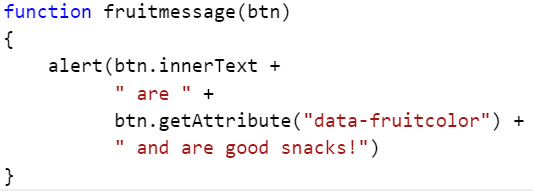 function fruitmessage(btn)
{
    alert(btn.innerText +
          " are " +
          btn.getAttribute("data-fruitcolor") +
          " and are good snacks!")
}